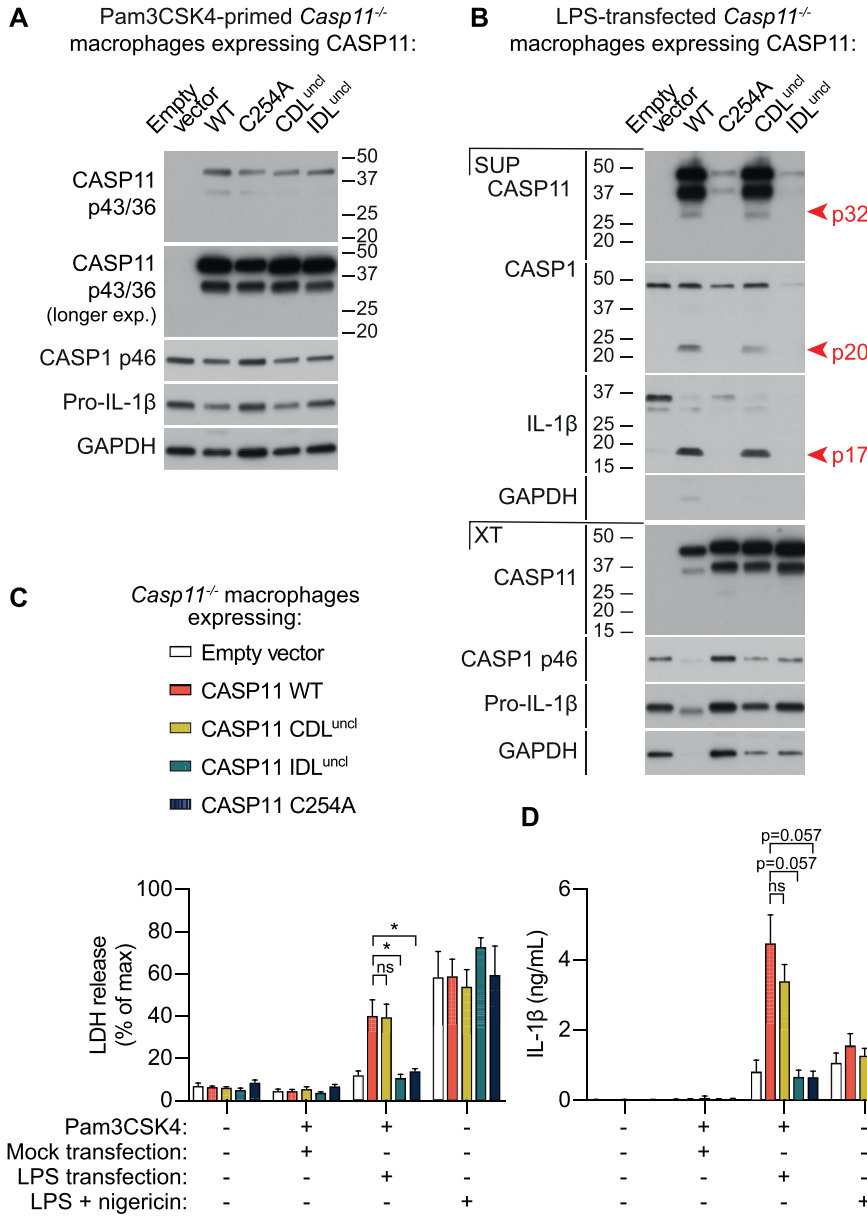 A
Pam3CSK4-primed Casp11-/-
macrophages expressing CASP11:
Empty
vector
WT
C254A
CDLuncl
IDLuncl
CASP11
p43/36
50
37
25
20
CASP11
p43/36
(longer exp.)
50
37
25
20
CASP1 p46
Pro-IL-1β
GAPDH
B
LPS-transfected Casp11-/-
macrophages expressing CASP11:
Empty
vector
WT
C254A
CDLuncl
IDLuncl
SUP
CASP11
50
37
25
20
p32
CASP1
50
37
25
20
p20
IL-1β
37
25
20
15
p17
GAPDH
XT
CASP11
50
37
25
20
15
CASP1 p46
Pro-IL-1β
GAPDH
C
Casp11-/- macrophages
expressing:
Empty vector
CASP11 WT
CASP11 CDLuncl
CASP11 IDLuncl
CASP11 C254A
LDH release
(% of max)
100
80
60
40
20
0
*
*
ns
Pam3CSK4: - + + -
Mock transfection: - + - -
LPS transfection: - - + -
LPS + nigericin: - - - +
D
IL-1β (ng/mL)
6
4
2
0
p=0.057
p=0.057
ns
- + + -
- + - -
- - + -
- - - +